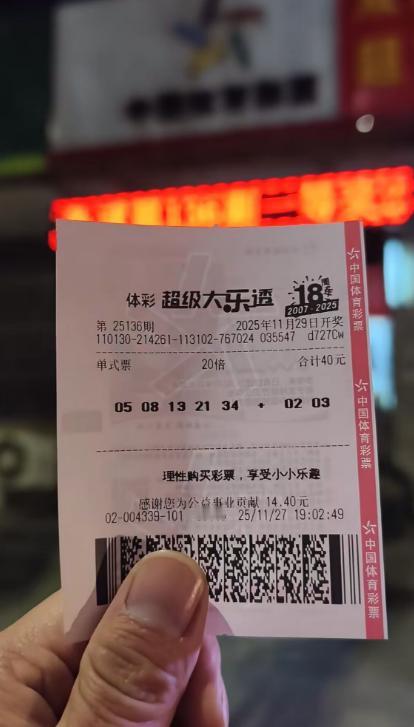 体彩 超级大乐透 18周年 2007-2025
第 25136期 2025年11月29日开奖
110130-214261-113102-767024 035547 d727Cw
单式票 20倍 合计40元
05 08 13 21 34 + 02 03
理性购买彩票，享受小小乐趣
感谢您为公益事业贡献 14.40元
02-004339-101 25/11/27 19:02:49
中国体育彩票
中国体育彩票
中国体育彩票